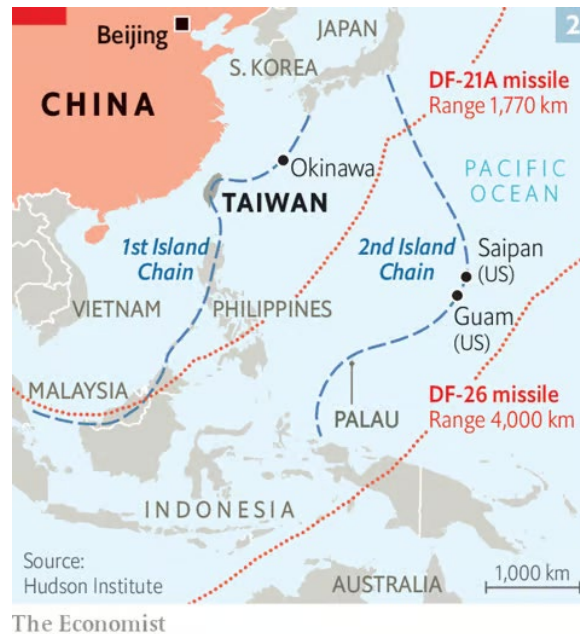 2
Beijing
JAPAN
S. KOREA
CHINA
DF-21A missile
Range 1,770 km
Okinawa
PACIFIC
OCEAN
TAIWAN
1st Island
Chain
2nd Island
Chain
Saipan
(US)
VIETNAM
PHILIPPINES
Guam
(US)
MALAYSIA
DF-26 missile
Range 4,000 km
PALAU
INDONESIA
Source:
Hudson Institute
AUSTRALIA
1,000 km
The Economist